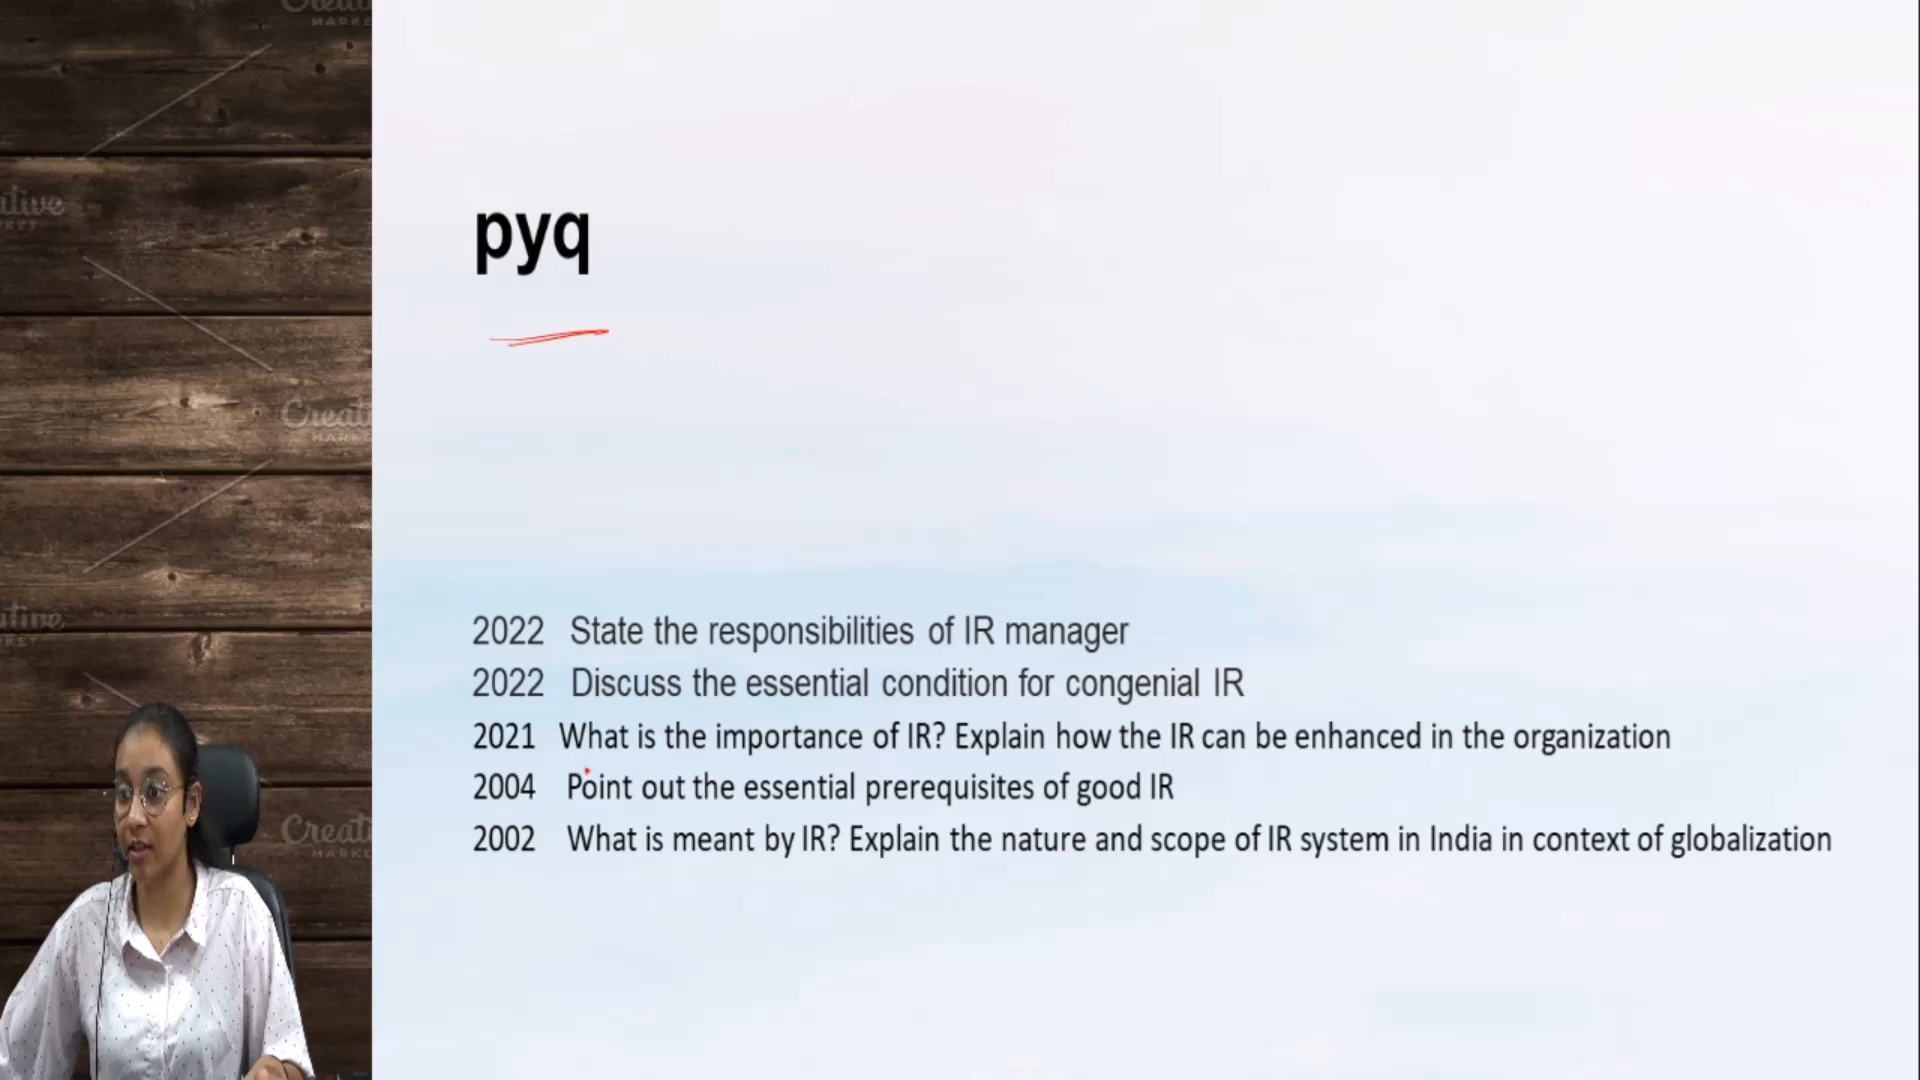 Creative
MARKET
pyq
2022 State the responsibilities of IR manager
2022 Discuss the essential condition for congenial IR
2021 What is the importance of IR? Explain how the IR can be enhanced in the organization
2004 Point out the essential prerequisites of good IR
2002 What is meant by IR? Explain the nature and scope of IR system in India in context of globalization